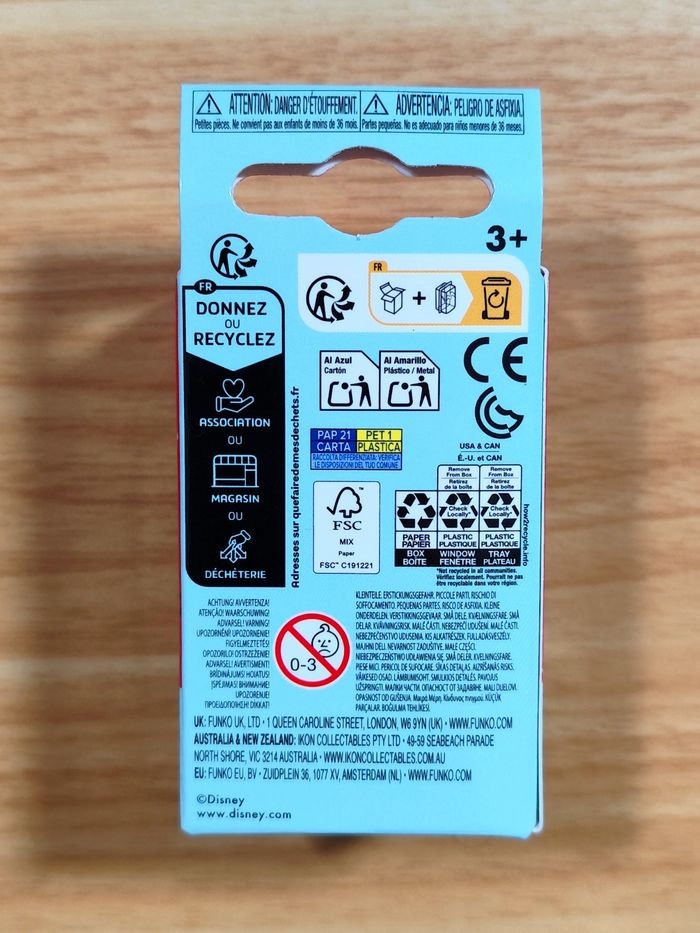 ATTENTION: DANGER D'ÉTOUFFEMENT.
Petites pièces. Ne convient pas aux enfants de moins de 36 mois.
ADVERTENCIA: PELIGRO DE ASFIXIA.
Partes pequeñas. No es adecuado para niños menores de 36 meses.
3+
FR
DONNEZ
OU
RECYCLEZ
ASSOCIATION
OU
MAGASIN
OU
DÉCHÈTERIE
Adresses sur quefairedemesdechets.fr
FR
+
Al Azul
Cartón
Al Amarillo
Plástico / Metal
CE
PAP 21
CARTA
PET 1
PLASTICA
RACCOLTA DIFFERENZIATA: VERIFICA
LE DISPOSIZIONI DEL TUO COMUNE
FSC
MIX
Paper
FSC™ C191221
USA & CAN
É.-U. et CAN
PAPER
PAPIER
BOX
BOÎTE
Remove
From Box
Retirez
de la boîte
Check
Locally*
PLASTIC
PLASTIQUE
WINDOW
FENÊTRE
Remove
From Box
Retirez
de la boîte
Check
Locally*
PLASTIC
PLASTIQUE
TRAY
PLATEAU
*Not recycled in all communities.
Vérifiez localement. Pourrait ne pas
être recyclable dans votre région.
how2recycle.info
ACHTUNG! AVVERTENZA!
ATENÇÃO! WAARSCHUWING!
ADVARSEL! VARNING!
UPOZORNĚNÍ! UPOZORNENIE!
FIGYELMEZTETÉS!
OPOZORILO! OSTRZEŻENIE!
ADVARSEL! AVERTISMENT!
BRĪDINĀJUMS! HOIATUS!
ĮSPĖJIMAS! ВНИМАНИЕ!
UPOZORENJE!
ΠΡΟΕΙΔΟΠΟΙΗΣΗ! DİKKAT!
0-3
KLEINTEILE. ERSTICKUNGSGEFAHR. PICCOLE PARTI, RISCHIO DI
SOFFOCAMENTO. PEQUENAS PARTES. RISCO DE ASFIXIA. KLEINE
ONDERDELEN. VERSTIKKINGSGEVAAR. SMÅ DELE. KVÆLNINGSFARE. SMÅ
DELAR. KVÄVNINGSRISK. MALÉ ČÁSTI. NEBEZPEČÍ UDUŠENÍ. MALÉ ČASTI.
NEBEZPEČENSTVO UDUSENIA. KIS ALKATRÉSZEK. FULLADÁSVESZÉLY.
MAJHNI DELI. NEVARNOST ZADUŠITVE. MAŁE CZĘŚCI.
NIEBEZPIECZEŃSTWO UDŁAWIENIA SIĘ. SMÅ DELER. KVELNINGSFARE.
PIESE MICI. PERICOL DE SUFOCARE. SĪKAS DETAĻAS. AIZRĪŠANĀS RISKS.
VÄIKESED OSAD. LÄMBUMISOHT. SMULKIOS DETALĖS. PAVOJUS
UŽSPRINGTI. МАЛКИ ЧАСТИ. ОПАСНОСТ ОТ ЗАДАВЯНЕ. MALI DIJELOVI.
OPASNOST OD GUŠENJA. Μικρά Μέρη. Κίνδυνος πνιγμού. KÜÇÜK
PARÇALAR. BOĞULMA TEHLİKESİ.
UK: FUNKO UK, LTD • 1 QUEEN CAROLINE STREET, LONDON, W6 9YN (UK) • WWW.FUNKO.COM
AUSTRALIA & NEW ZEALAND: IKON COLLECTABLES PTY LTD • 49-59 SEABEACH PARADE
NORTH SHORE, VIC 3214 AUSTRALIA • WWW.IKONCOLLECTABLES.COM.AU
EU: FUNKO EU, BV • ZUIDPLEIN 36, 1077 XV, AMSTERDAM (NL) • WWW.FUNKO.COM
©Disney
www.disney.com